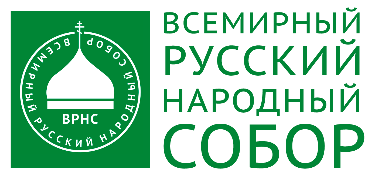 ВСЕМИРНЫЙ РУССКИЙ НАРОДНЫЙ СОБОР
ВРНС
ВСЕМИРНЫЙ
РУССКИЙ
НАРОДНЫЙ
СОБОР